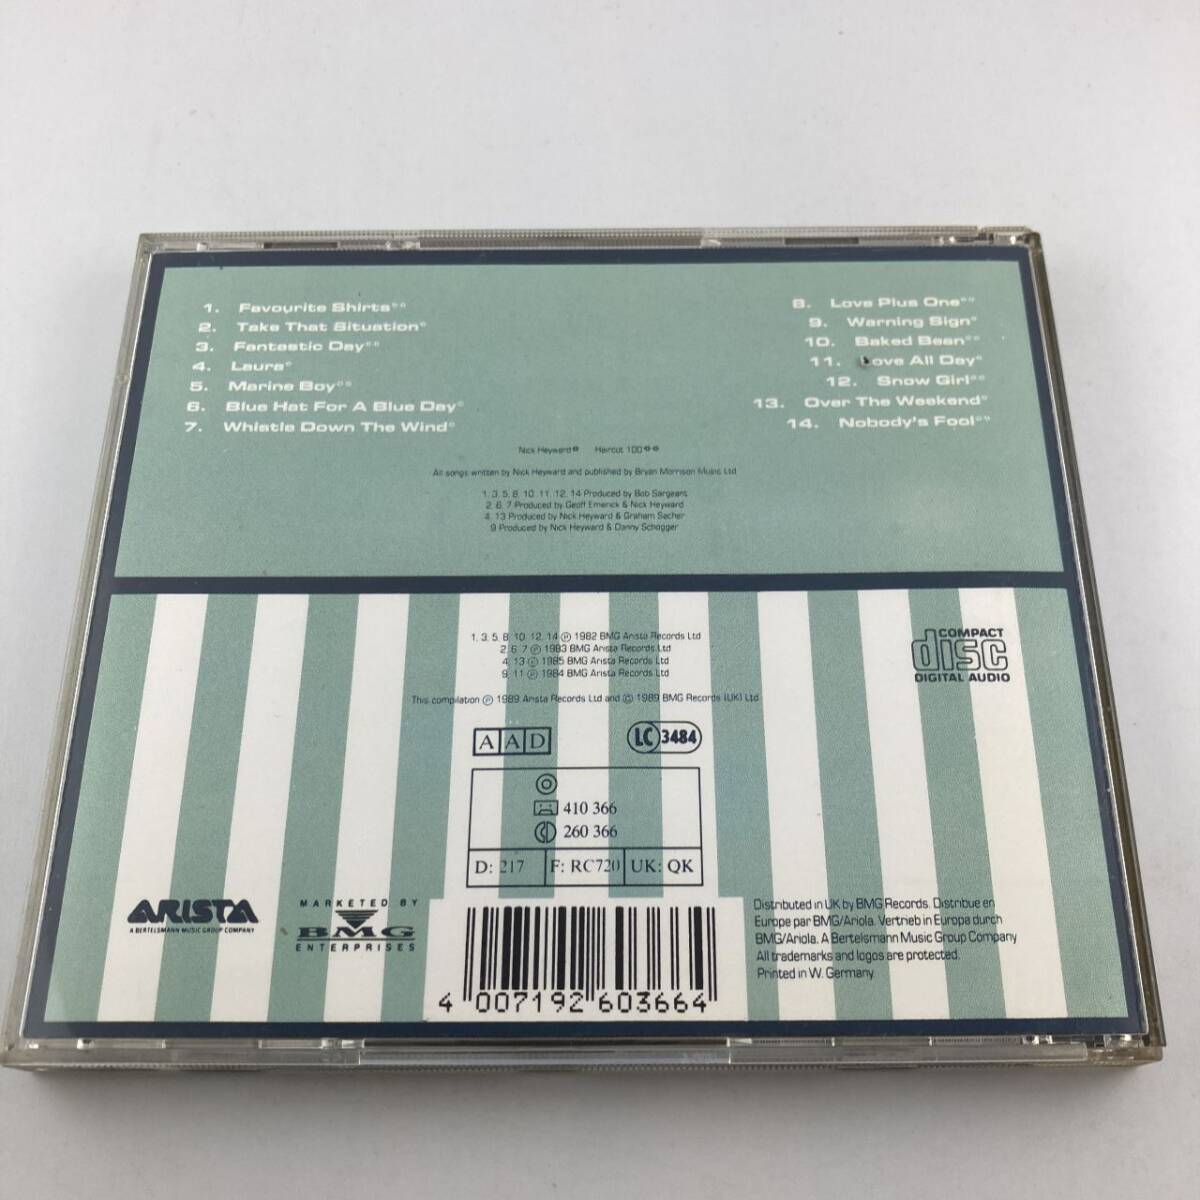 1. Favourite Shirts°°
2. Take That Situation°
3. Fantastic Day°°
4. Laura°
5. Marine Boy°°
6. Blue Hat For A Blue Day°
7. Whistle Down The Wind°
8. Love Plus One°°
9. Warning Sign°
10. Baked Bean°°
11. Love All Day°
12. Snow Girl°°
13. Over The Weekend°
14. Nobody's Fool°°
Nick Heyward° Haircut 100°°
All songs written by Nick Heyward and published by Bryan Morrison Music Ltd
1. 3. 5. 8. 10. 11. 12. 14 Produced by Bob Sargeant
2. 6. 7 Produced by Geoff Emerick & Nick Heyward
4. 13 Produced by Nick Heyward & Graham Sacher
9 Produced by Nick Heyward & Danny Schogger
1. 3. 5. 8. 10. 12. 14 ℗ 1982 BMG Arista Records Ltd
2. 6. 7 ℗ 1983 BMG Arista Records Ltd
4. 13 ℗ 1985 BMG Arista Records Ltd
9. 11 ℗ 1984 BMG Arista Records Ltd
This compilation ℗ 1989 Arista Records Ltd and © 1989 BMG Records (UK) Ltd
COMPACT
disc
DIGITAL AUDIO
A A D
LC 3484
410 366
260 366
D: 217 F: RC720 UK: QK
ARISTA
A BERTELSMANN MUSIC GROUP COMPANY
MARKETED BY
BMG
ENTERPRISES
4 007192 603664
Distributed in UK by BMG Records. Distribue en
Europe par BMG/Ariola. Vertrieb in Europa durch
BMG/Ariola. A Bertelsmann Music Group Company
All trademarks and logos are protected.
Printed in W. Germany.